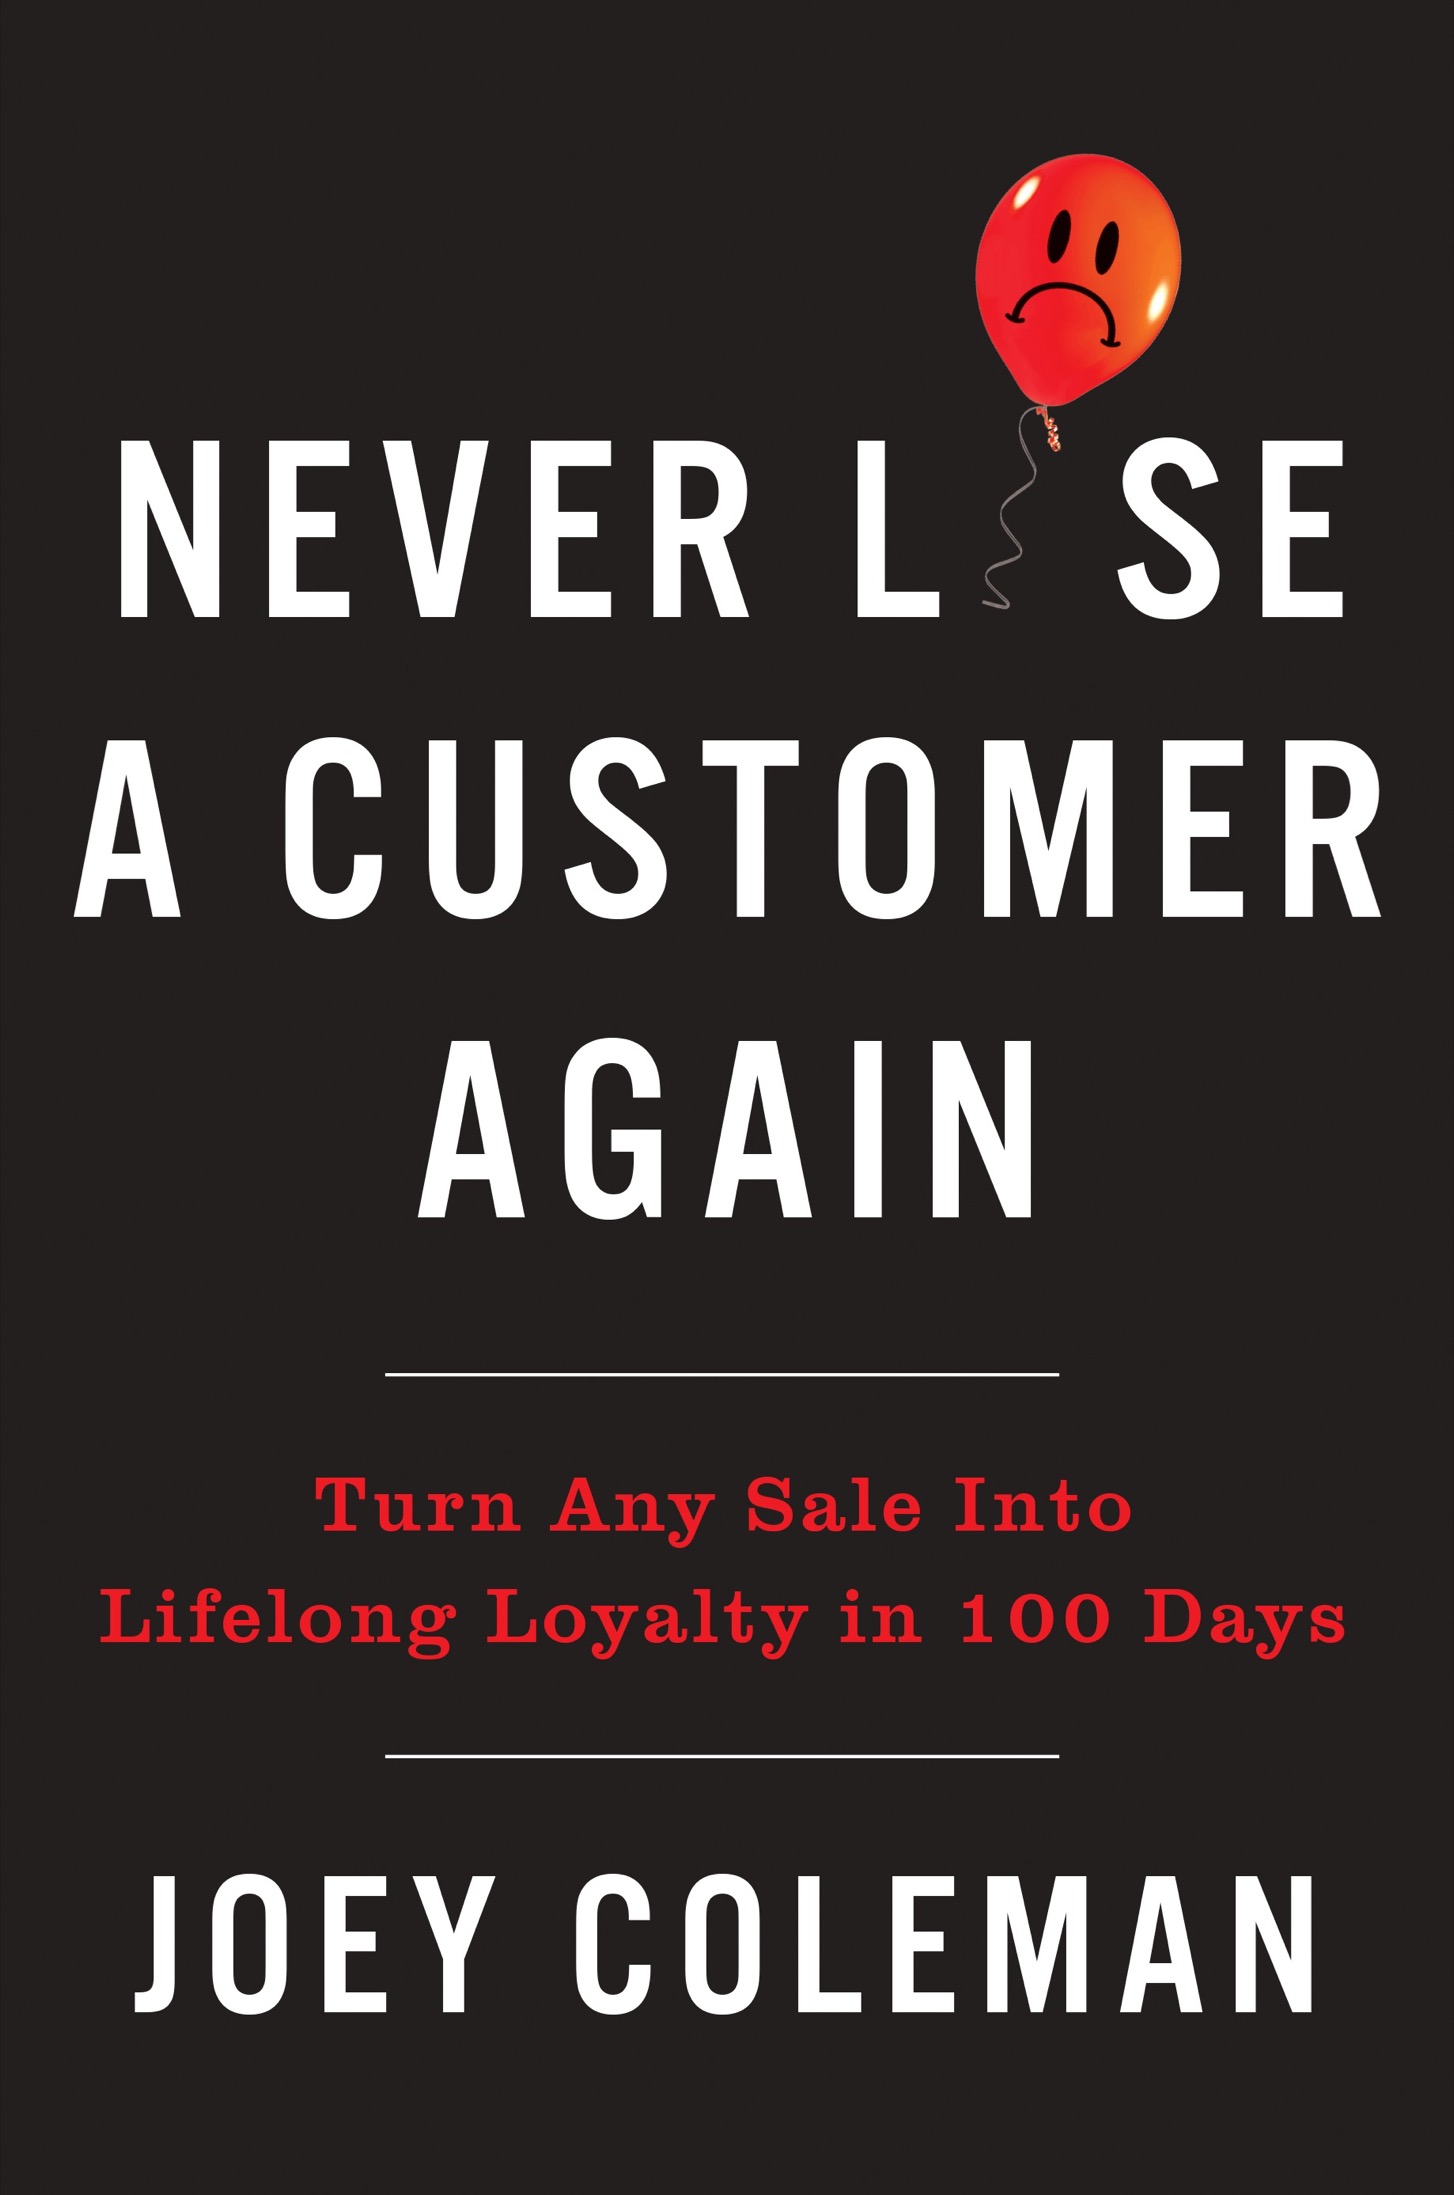 NEVER L SE
A CUSTOMER
AGAIN
Turn Any Sale Into
Lifelong Loyalty in 100 Days
JOEY COLEMAN